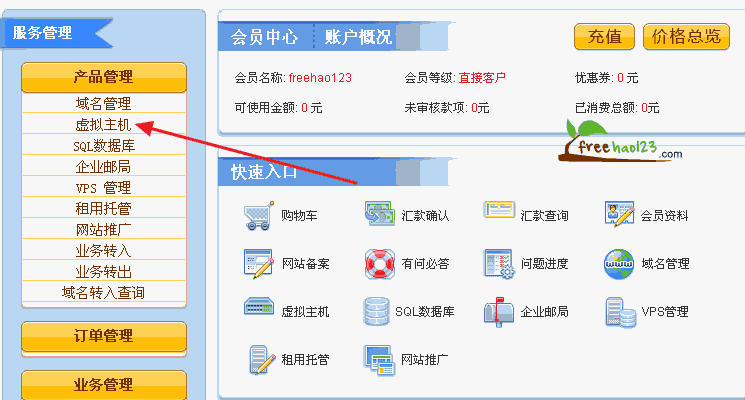 服务管理
产品管理
域名管理
虚拟主机
SQL数据库
企业邮局
VPS 管理
租用托管
网站推广
业务转入
业务转出
域名转入查询
订单管理
业务管理
会员中心 账户概况
充值 价格总览
会员名称: freehao123 会员等级: 直接客户 优惠券: 0 元
可使用金额: 0 元 未审核款项: 0元 已消费总额: 0 元
freehao123.com
快速入口
购物车 汇款确认 汇款查询 会员资料
网站备案 有问必答 问题进度 域名管理
虚拟主机 SQL数据库 企业邮局 VPS管理
租用托管 网站推广